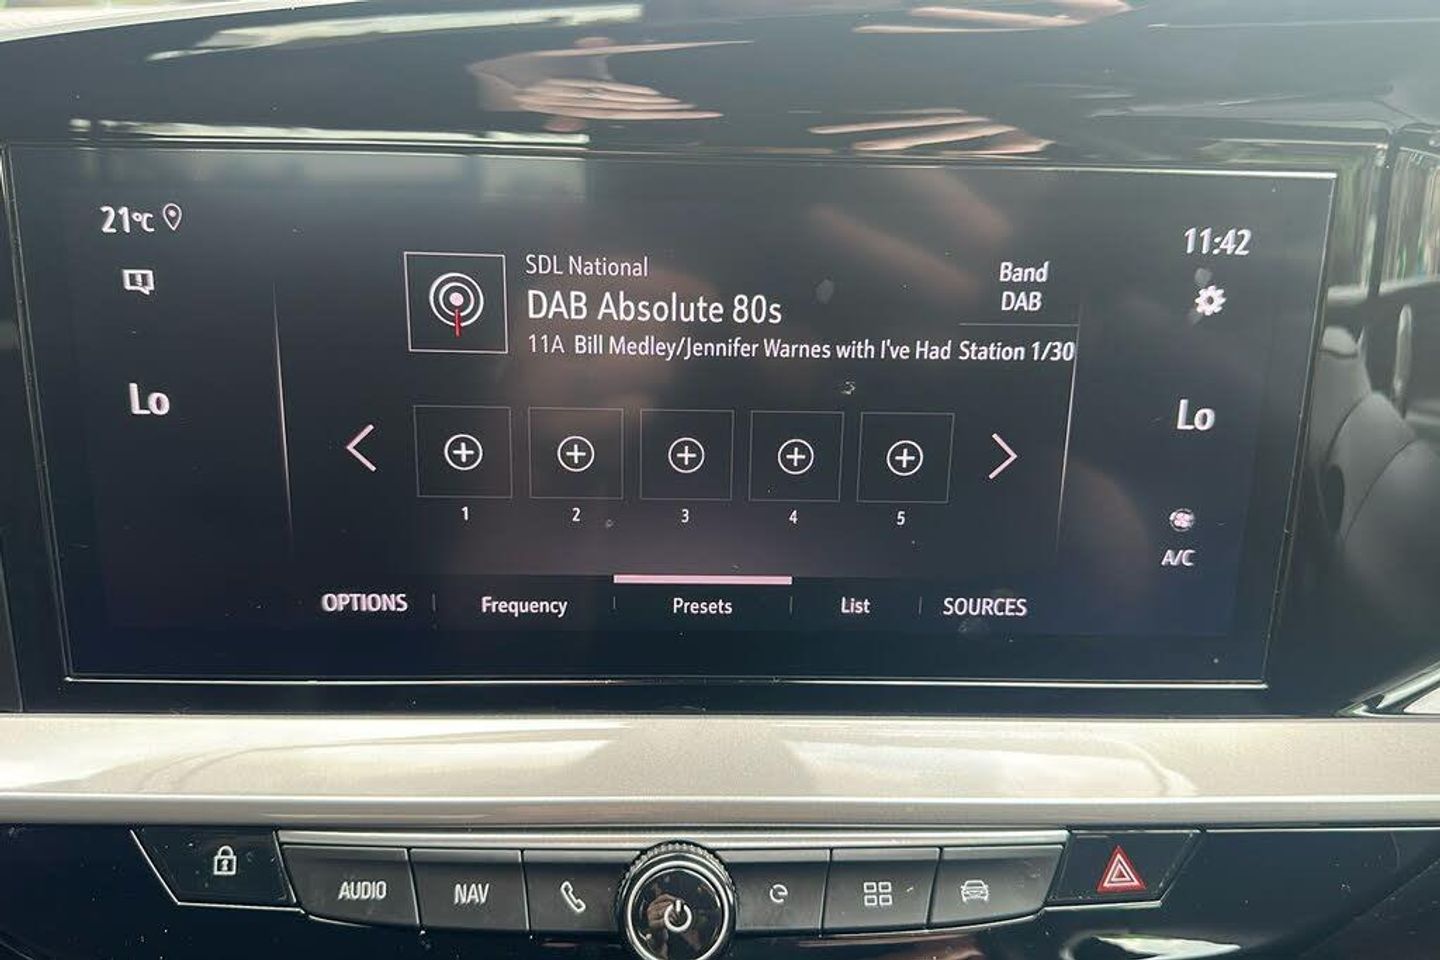 21°C
11:42
SDL National
DAB Absolute 80s
11A Bill Medley/Jennifer Warnes with I've Had
Band
DAB
Station 1/30
Lo
Lo
1 2 3 4 5
A/C
OPTIONS Frequency Presets List SOURCES
AUDIO NAV